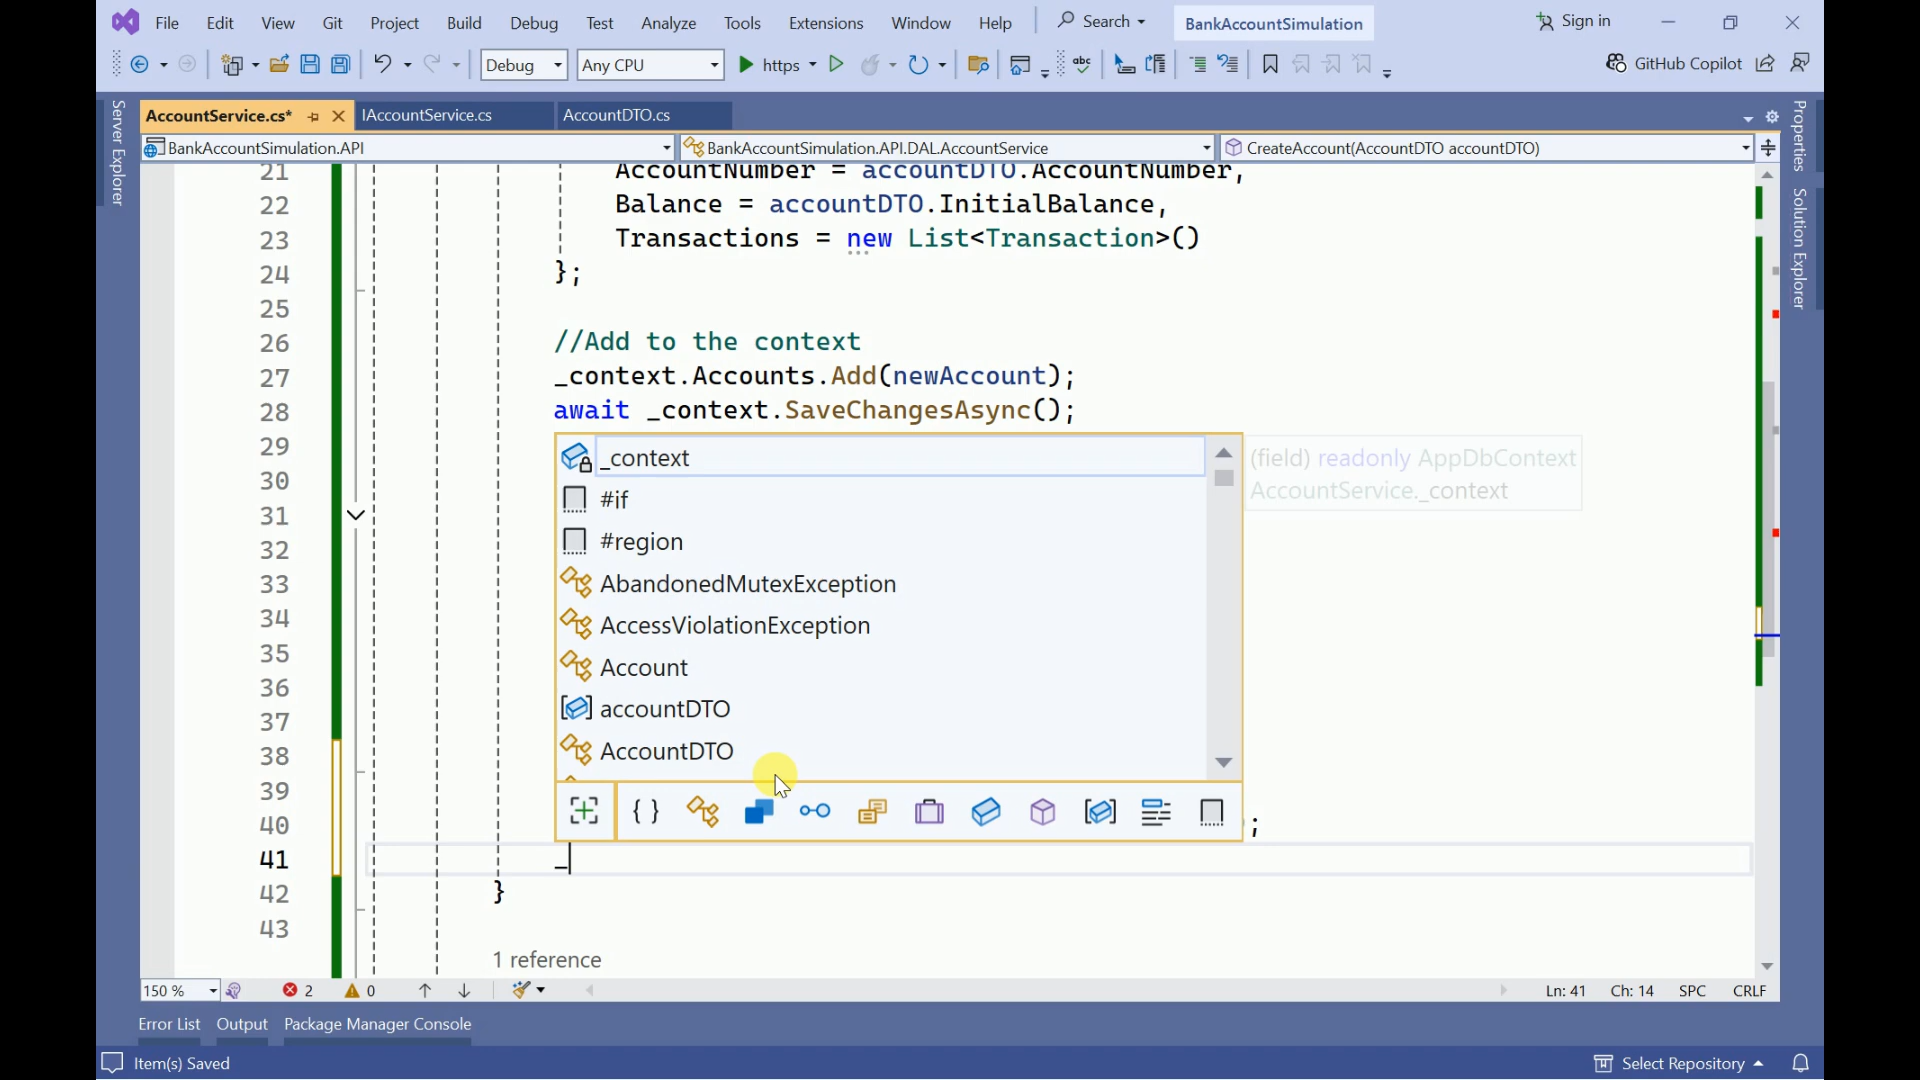 File Edit View Git Project Build Debug Test Analyze Tools Extensions Window Help Search BankAccountSimulation Sign in
Debug Any CPU https abc GitHub Copilot
AccountService.cs* IAccountService.cs AccountDTO.cs
BankAccountSimulation.API BankAccountSimulation.API.DAL.AccountService CreateAccount(AccountDTO accountDTO)
Server Explorer
Properties
Solution Explorer
21 AccountNumber = accountDTO.AccountNumber,
22 Balance = accountDTO.InitialBalance,
23 Transactions = new List<Transaction>()
24 };
25
26 //Add to the context
27 _context.Accounts.Add(newAccount);
28 await _context.SaveChangesAsync();
29
30
31
32
33
34
35
36
37
38
39
40 ;
41 _
42 }
43
1 reference
_context
#if
#region
AbandonedMutexException
AccessViolationException
Account
accountDTO
AccountDTO
(field) readonly AppDbContext
AccountService._context
150 % 2 0 Ln: 41 Ch: 14 SPC CRLF
Error List Output Package Manager Console
Item(s) Saved Select Repository